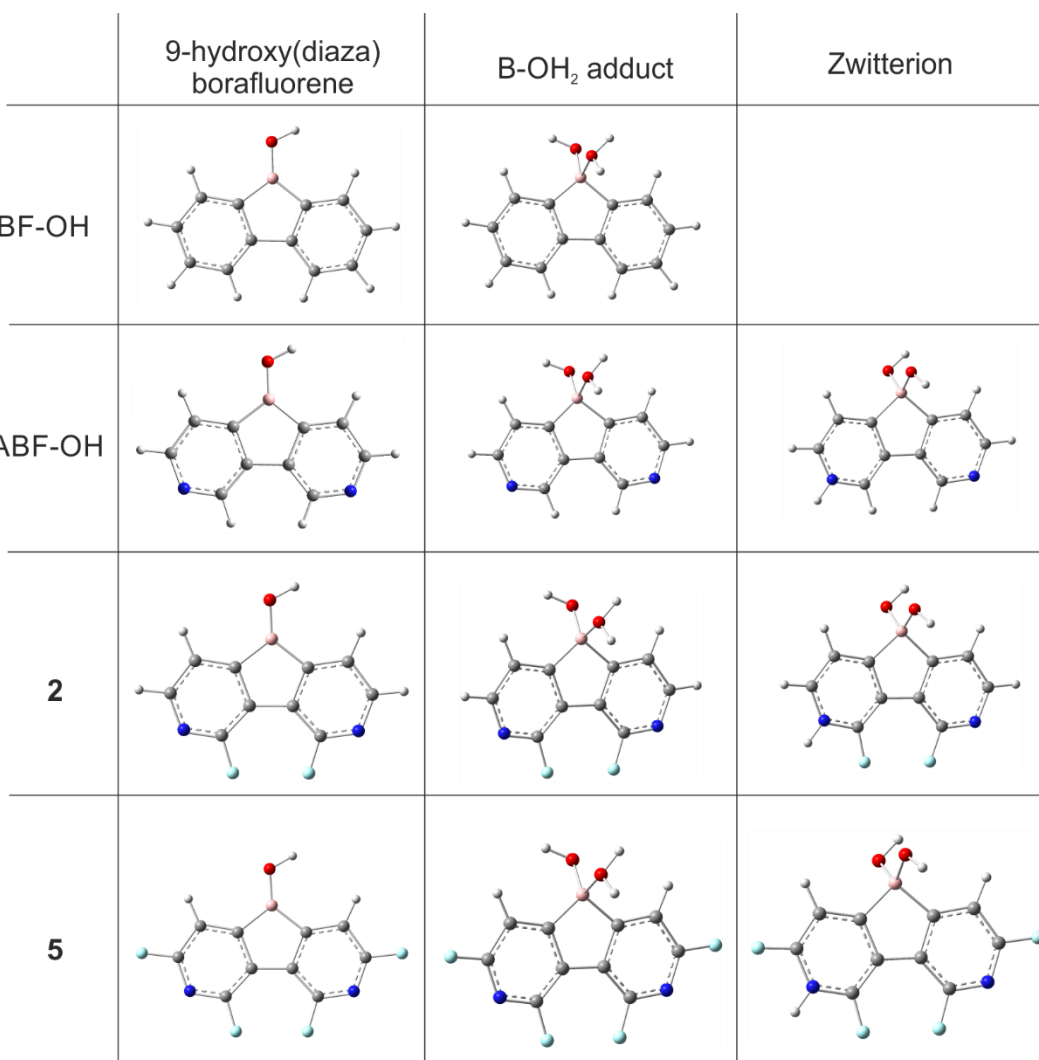 9-hydroxy(diaza)
borafluorene
B-OH₂ adduct
Zwitterion
BF-OH
ABF-OH
2
5